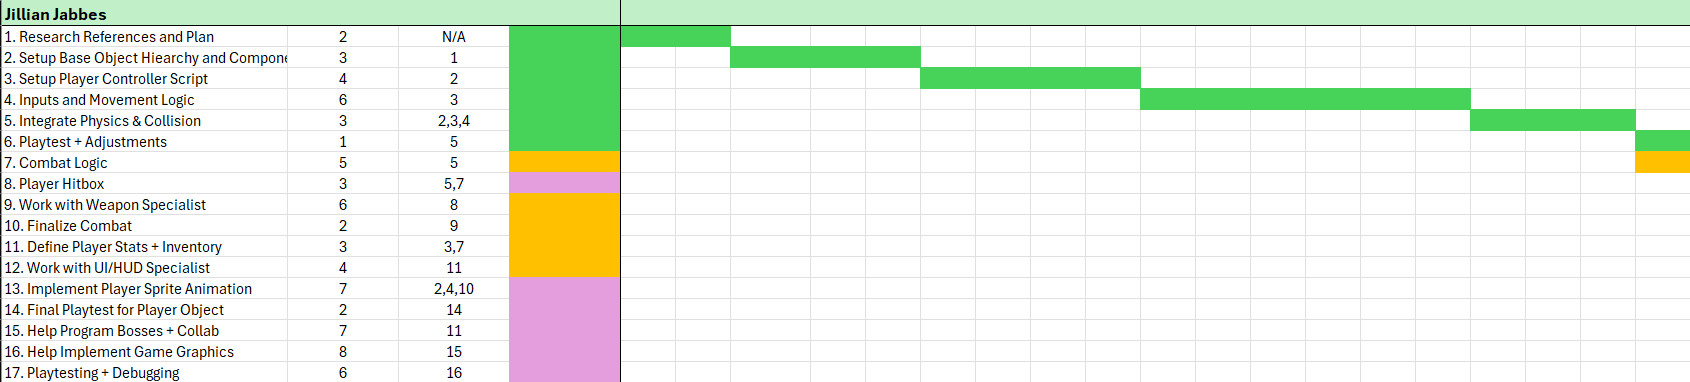 Jillian Jabbes
1. Research References and Plan 2 N/A
2. Setup Base Object Hiearchy and Compone 3 1
3. Setup Player Controller Script 4 2
4. Inputs and Movement Logic 6 3
5. Integrate Physics & Collision 3 2,3,4
6. Playtest + Adjustments 1 5
7. Combat Logic 5 5
8. Player Hitbox 3 5,7
9. Work with Weapon Specialist 6 8
10. Finalize Combat 2 9
11. Define Player Stats + Inventory 3 3,7
12. Work with UI/HUD Specialist 4 11
13. Implement Player Sprite Animation 7 2,4,10
14. Final Playtest for Player Object 2 14
15. Help Program Bosses + Collab 7 11
16. Help Implement Game Graphics 8 15
17. Playtesting + Debugging 6 16